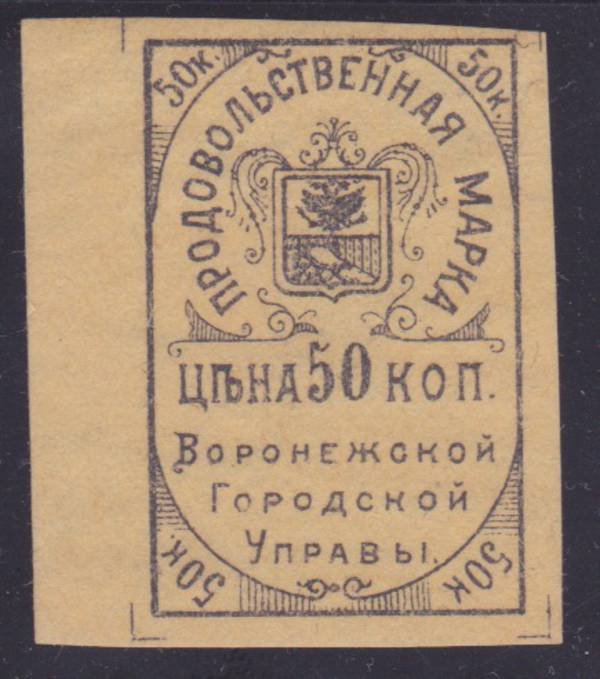 50к. 50к.
ПРОДОВОЛЬСТВЕННАЯ МАРКА
ЦѢНА 50 КОП.
ВОРОНЕЖСКОЙ
ГОРОДСКОЙ
УПРАВЫ.
50к. 50к